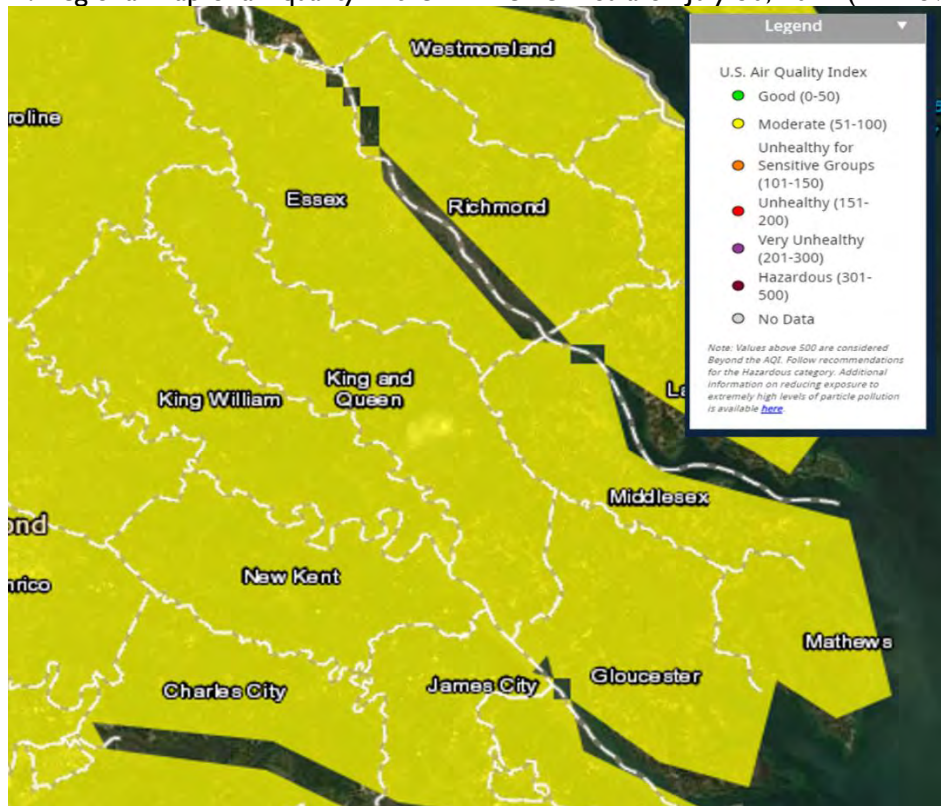 Westmoreland
roline
Essex
Richmond
King William
King and
Queen
La
Middlesex
ond
New Kent
nrico
Mathews
Gloucester
James City
Charles City
Legend
U.S. Air Quality Index
Good (0-50)
Moderate (51-100)
Unhealthy for
Sensitive Groups
(101-150)
Unhealthy (151-
200)
Very Unhealthy
(201-300)
Hazardous (301-
500)
No Data
Note: Values above 500 are considered
Beyond the AQI. Follow recommendations
for the Hazardous category. Additional
information on reducing exposure to
extremely high levels of particle pollution
is available here.